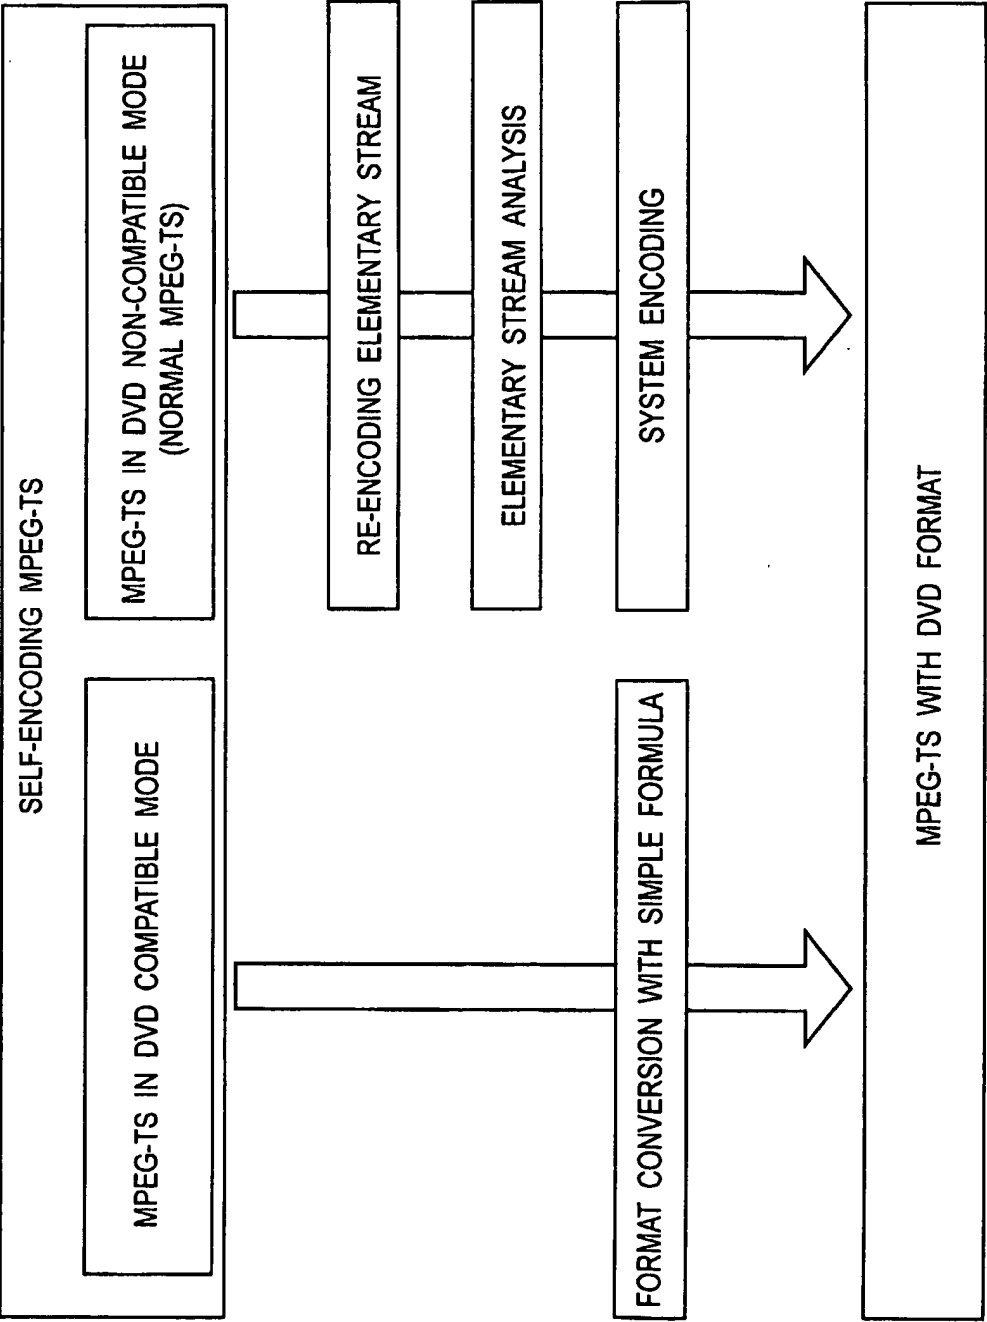 SELF-ENCODING MPEG-TS
MPEG-TS IN DVD COMPATIBLE MODE
MPEG-TS IN DVD NON-COMPATIBLE MODE
(NORMAL MPEG-TS)
RE-ENCODING ELEMENTARY STREAM
ELEMENTARY STREAM ANALYSIS
FORMAT CONVERSION WITH SIMPLE FORMULA
SYSTEM ENCODING
MPEG-TS WITH DVD FORMAT